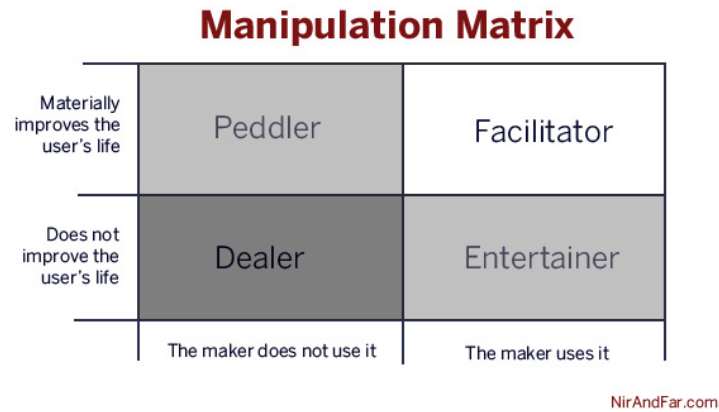 Manipulation Matrix
Materially
improves the
user's life
Peddler
Facilitator
Does not
improve the
user's life
Dealer
Entertainer
The maker does not use it
The maker uses it
NirAndFar.com